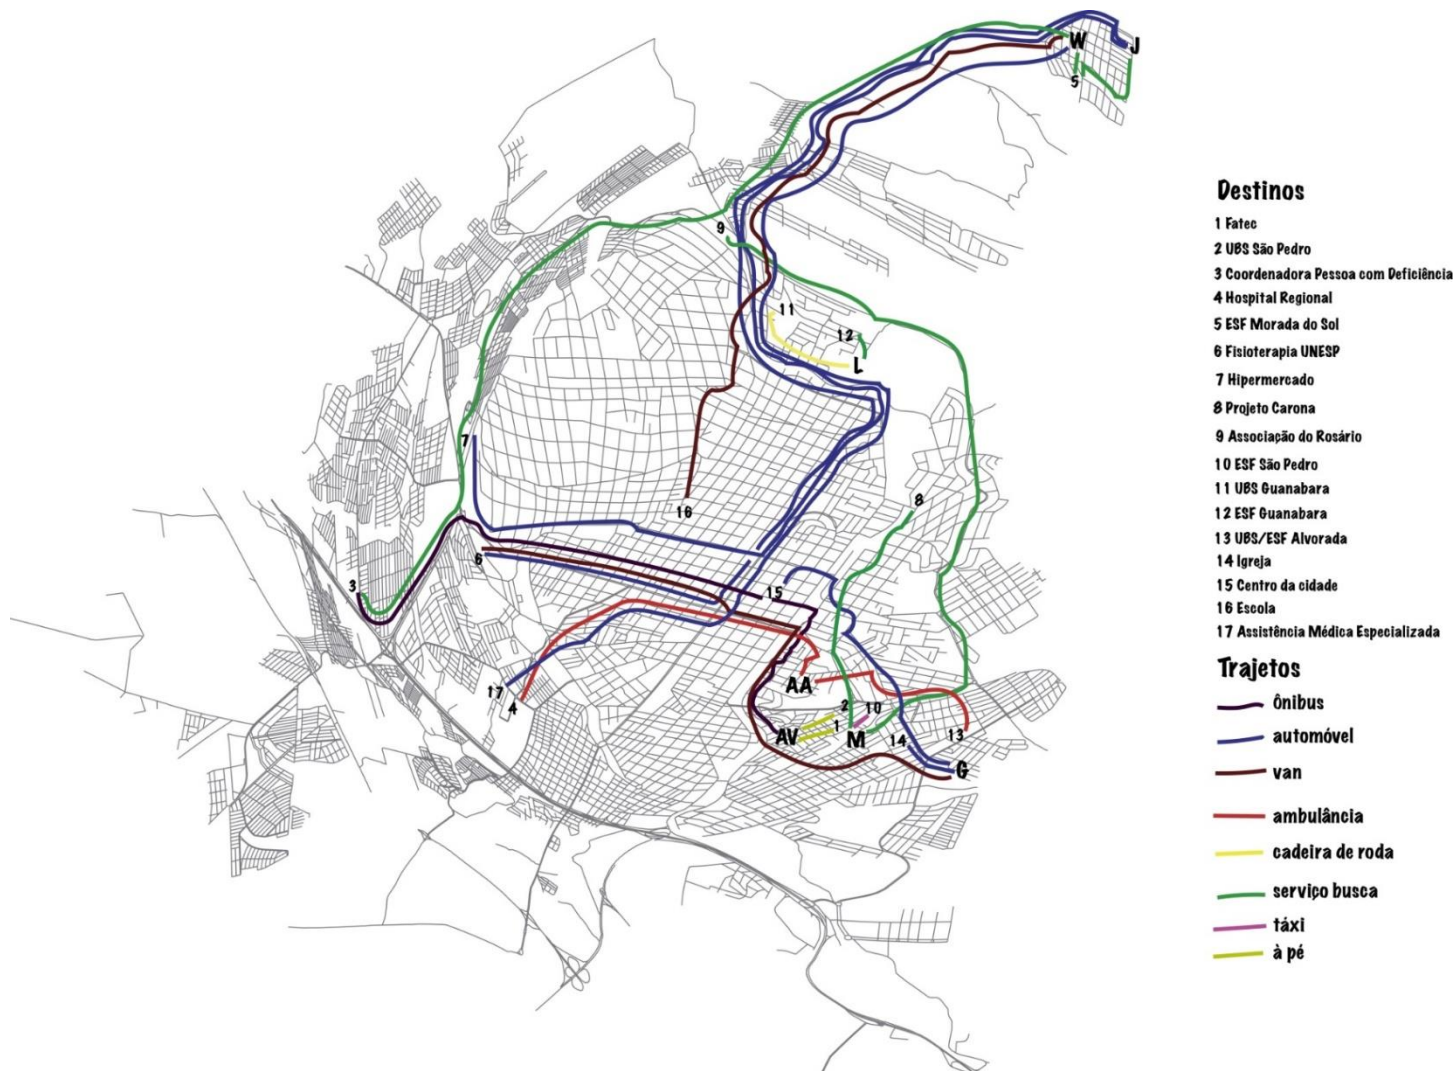 W
J
5
9
11
12
L
7
8
16
6
3
15
17
4
AA
2
10
1
AV
M
14
13
G
Destinos
1 Fatec
2 UBS São Pedro
3 Coordenadora Pessoa com Deficiência
4 Hospital Regional
5 ESF Morada do Sol
6 Fisioterapia UNESP
7 Hipermercado
8 Projeto Carona
9 Associação do Rosário
10 ESF São Pedro
11 UBS Guanabara
12 ESF Guanabara
13 UBS/ESF Alvorada
14 Igreja
15 Centro da cidade
16 Escola
17 Assistência Médica Especializada
Trajetos
ônibus
automóvel
van
ambulância
cadeira de roda
serviço busca
táxi
à pé